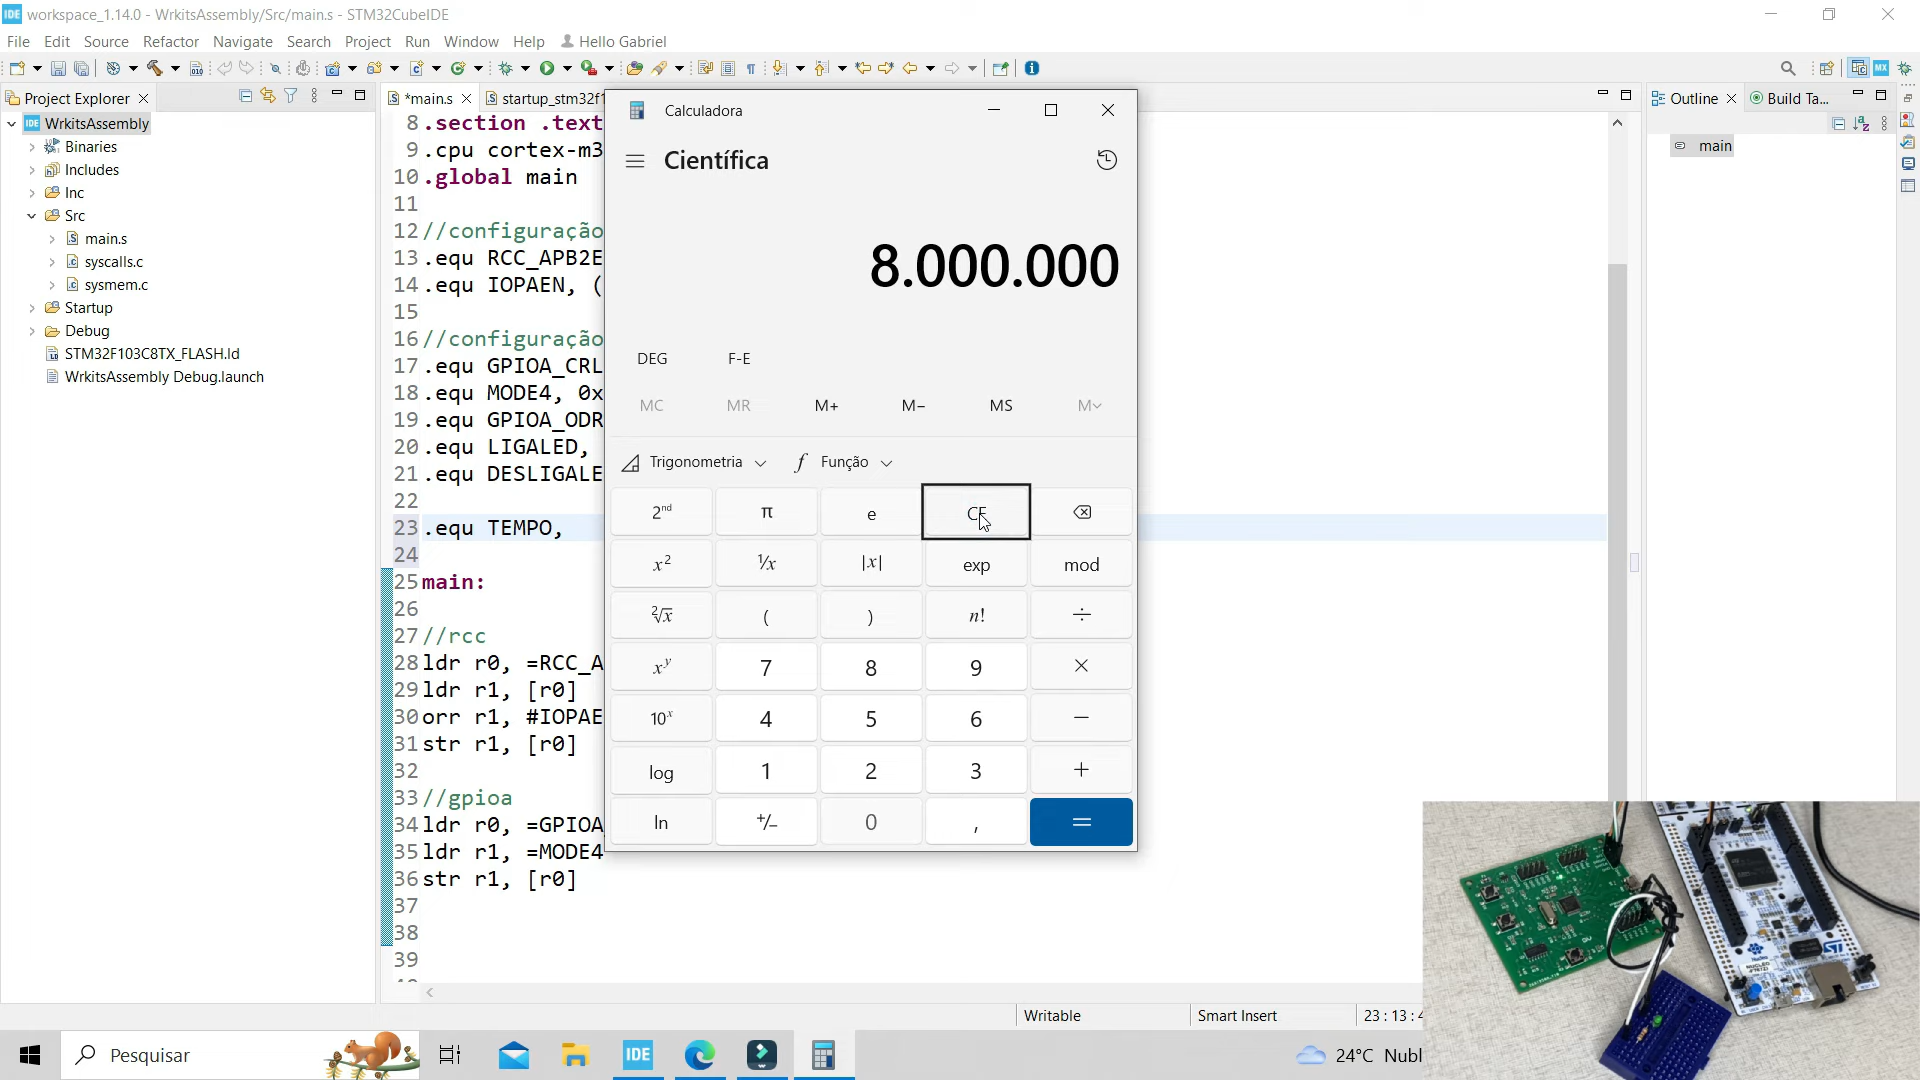 IDE workspace_1.14.0 - WrkitsAssembly/Src/main.s - STM32CubeIDE
File Edit Source Refactor Navigate Search Project Run Window Help Hello Gabriel
Project Explorer
WrkitsAssembly
Binaries
Includes
Inc
Src
main.s
syscalls.c
sysmem.c
Startup
Debug
STM32F103C8TX_FLASH.ld
WrkitsAssembly Debug.launch
*main.s
startup_stm32f1
8 .section .text
9 .cpu cortex-m3
10 .global main
11
12 //configuração
13 .equ RCC_APB2E
14 .equ IOPAEN, (
15
16 //configuração
17 .equ GPIOA_CRL
18 .equ MODE4, 0x
19 .equ GPIOA_ODR
20 .equ LIGALED,
21 .equ DESLIGALE
22
23 .equ TEMPO,
24
25 main:
26
27 //rcc
28 ldr r0, =RCC_A
29 ldr r1, [r0]
30 orr r1, #IOPAE
31 str r1, [r0]
32
33 //gpioa
34 ldr r0, =GPIOA
35 ldr r1, =MODE4
36 str r1, [r0]
37
38
39
Calculadora
Científica
8.000.000
DEG F-E
MC MR M+ M− MS M
Trigonometria f Função
2nd π e CE
x² ¹/x |x| exp mod
²√x ( ) n! ÷
xʸ 7 8 9 ×
10ˣ 4 5 6 −
log 1 2 3 +
ln +/− 0 , =
Outline
Build Ta...
main
Writable Smart Insert 23 : 13 : 4
Pesquisar
IDE
24°C Nubl